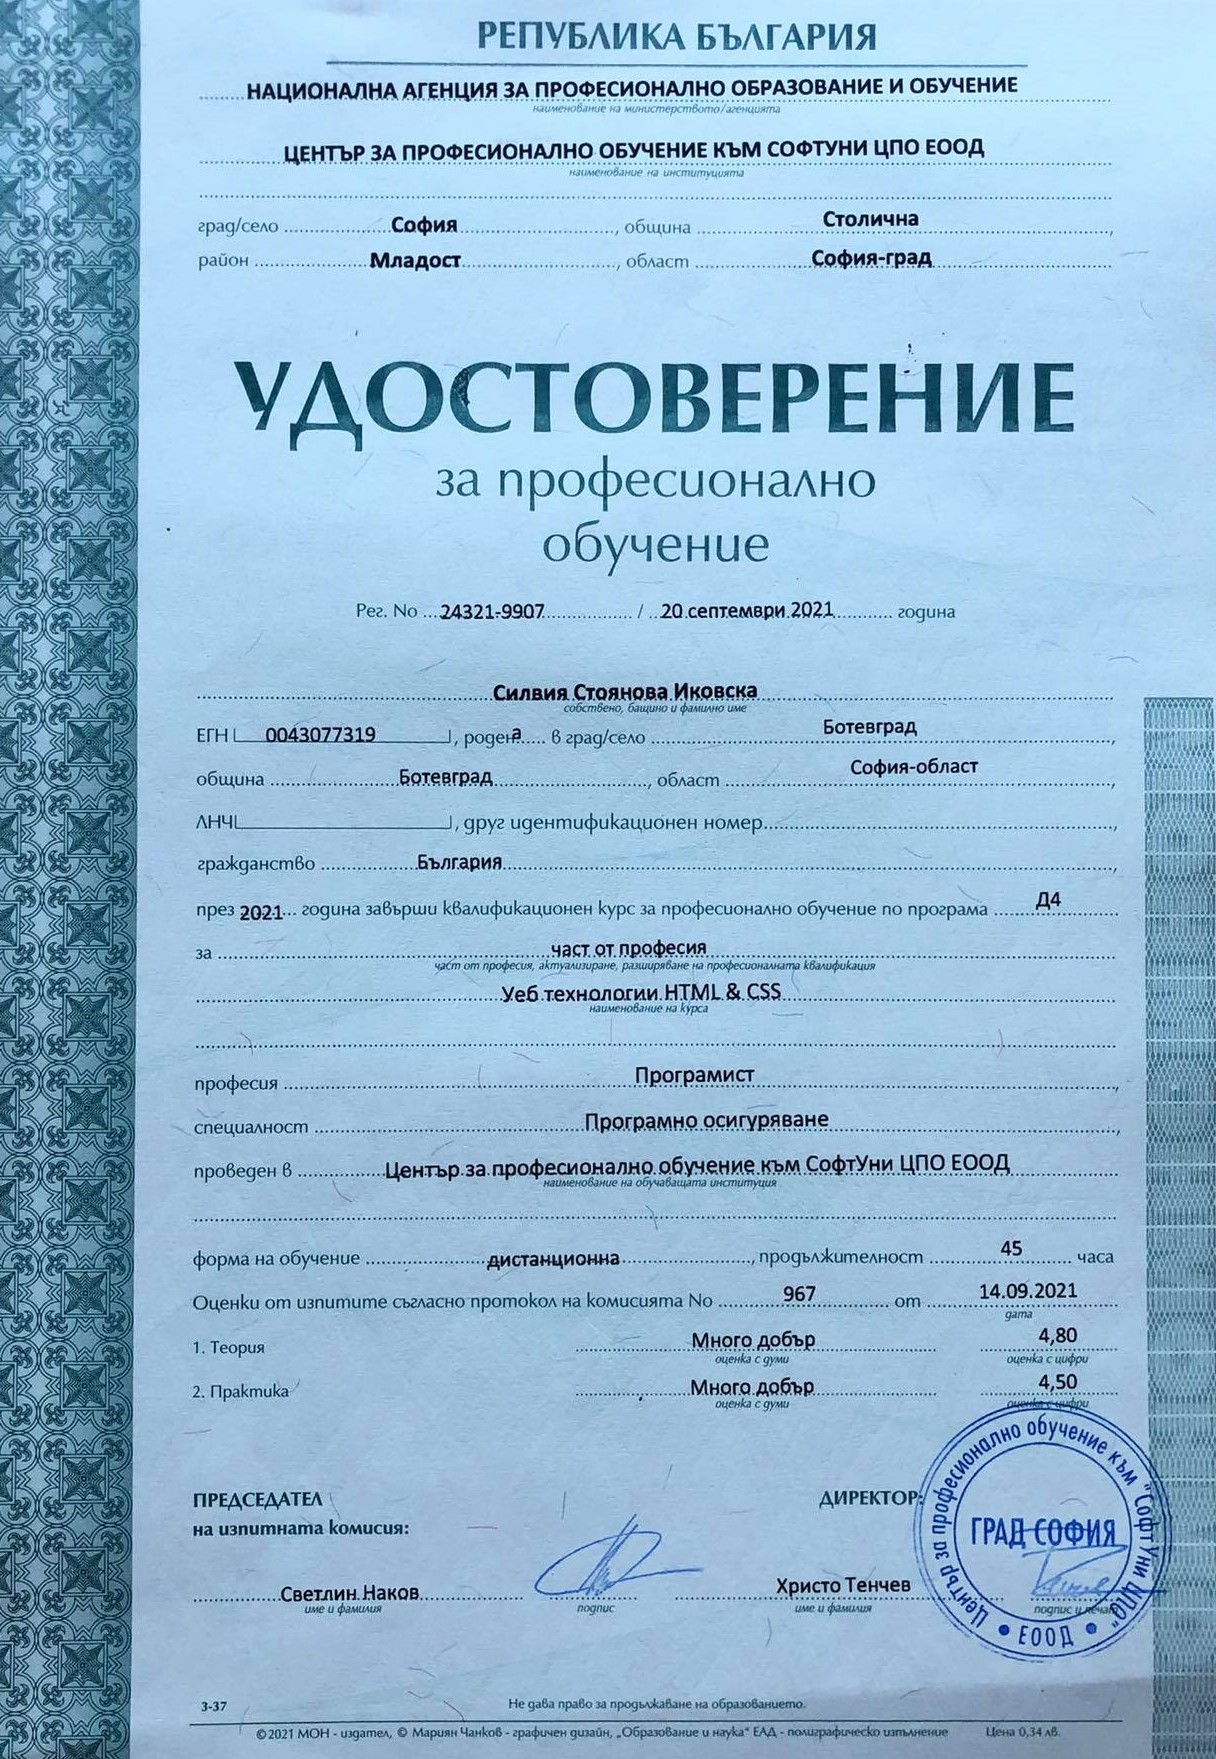 РЕПУБЛИКА БЪЛГАРИЯ
НАЦИОНАЛНА АГЕНЦИЯ ЗА ПРОФЕСИОНАЛНО ОБРАЗОВАНИЕ И ОБУЧЕНИЕ
наименование на министерството/агенцията
ЦЕНТЪР ЗА ПРОФЕСИОНАЛНО ОБУЧЕНИЕ КЪМ СОФТУНИ ЦПО ЕООД
наименование на институцията
град/село София, община Столична,
район Младост, област София-град
УДОСТОВЕРЕНИЕ
за професионално
обучение
Рег. No 24321-9907 / 20 септември 2021 година
Силвия Стоянова Иковска
собствено, бащино и фамилно име
ЕГН 0043077319, родена в град/село Ботевград,
община Ботевград, област София-област,
ЛНЧ, друг идентификационен номер,
гражданство България,
през 2021 година завърши квалификационен курс за професионално обучение по програма Д4
за част от професия
част от професия, актуализиране, разширяване на професионалната квалификация
Уеб технологии HTML & CSS
наименование на курса
професия Програмист,
специалност Програмно осигуряване,
проведен в Център за професионално обучение към СофтУни ЦПО ЕООД
наименование на обучаващата институция
форма на обучение дистанционна, продължителност 45 часа
Оценки от изпитите съгласно протокол на комисията No 967 от 14.09.2021
дата
1. Теория Много добър 4,80
оценка с думи оценка с цифри
2. Практика Много добър 4,50
оценка с думи оценка с цифри
ПРЕДСЕДАТЕЛ ДИРЕКТОР:
на изпитната комисия:
Светлин Наков Христо Тенчев
име и фамилия подпис име и фамилия подпис и печат
Център за професионално обучение към "СофтУни ЦПО"
ГРАД СОФИЯ
• ЕООД •
3-37 Не дава право за продължаване на образованието.
©2021 МОН - издател, © Мариян Чанков - графичен дизайн, „Образование и наука“ ЕАД - полиграфическо изпълнение Цена 0,34 лв.